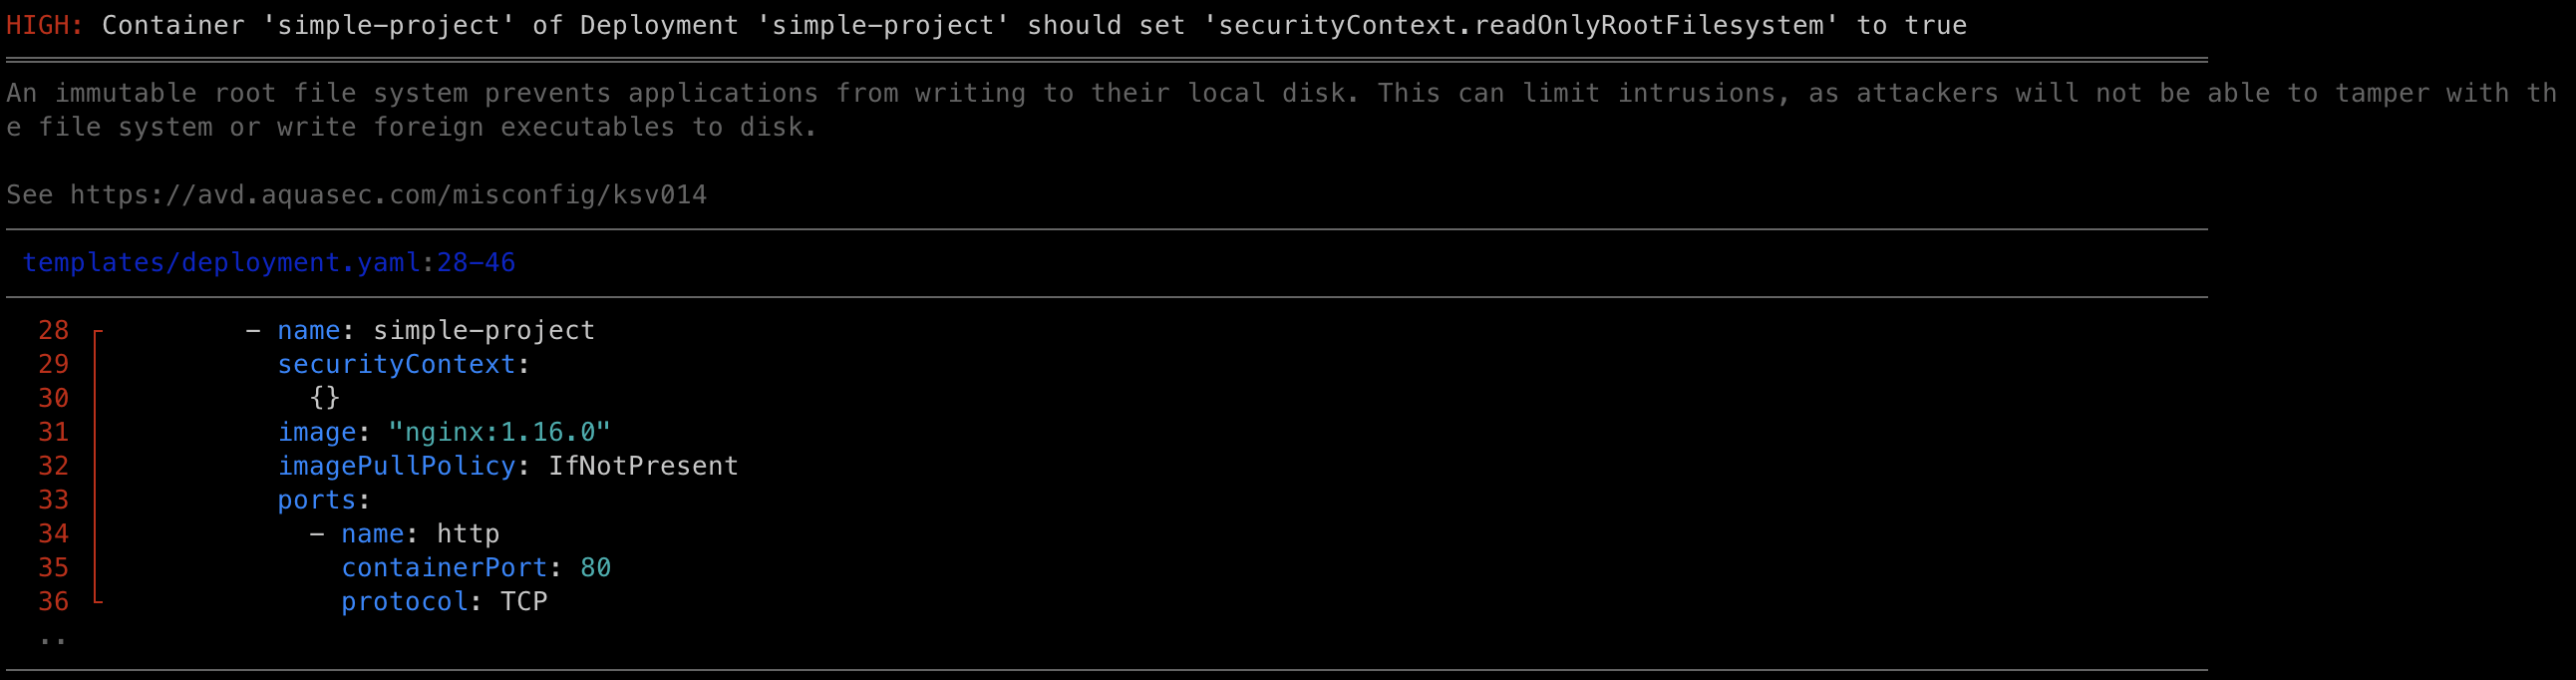 HIGH: Container 'simple-project' of Deployment 'simple-project' should set 'securityContext.readOnlyRootFilesystem' to true
An immutable root file system prevents applications from writing to their local disk. This can limit intrusions, as attackers will not be able to tamper with th
e file system or write foreign executables to disk.
See https://avd.aquasec.com/misconfig/ksv014
templates/deployment.yaml:28-46
28 - name: simple-project
29 securityContext:
30 {}
31 image: "nginx:1.16.0"
32 imagePullPolicy: IfNotPresent
33 ports:
34 - name: http
35 containerPort: 80
36 protocol: TCP
..